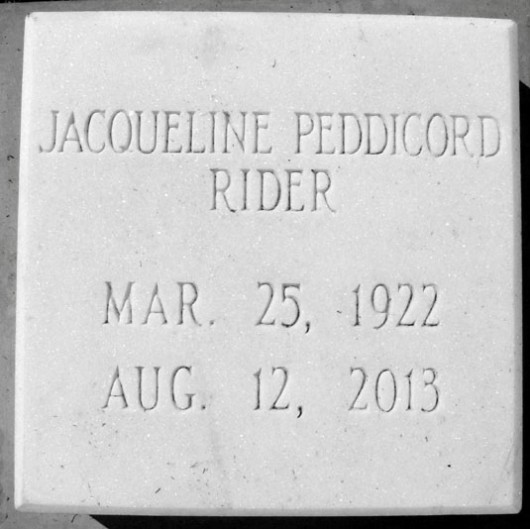 JACQUELINE PEDDICORD
RIDER
MAR. 25, 1922
AUG. 12, 2013